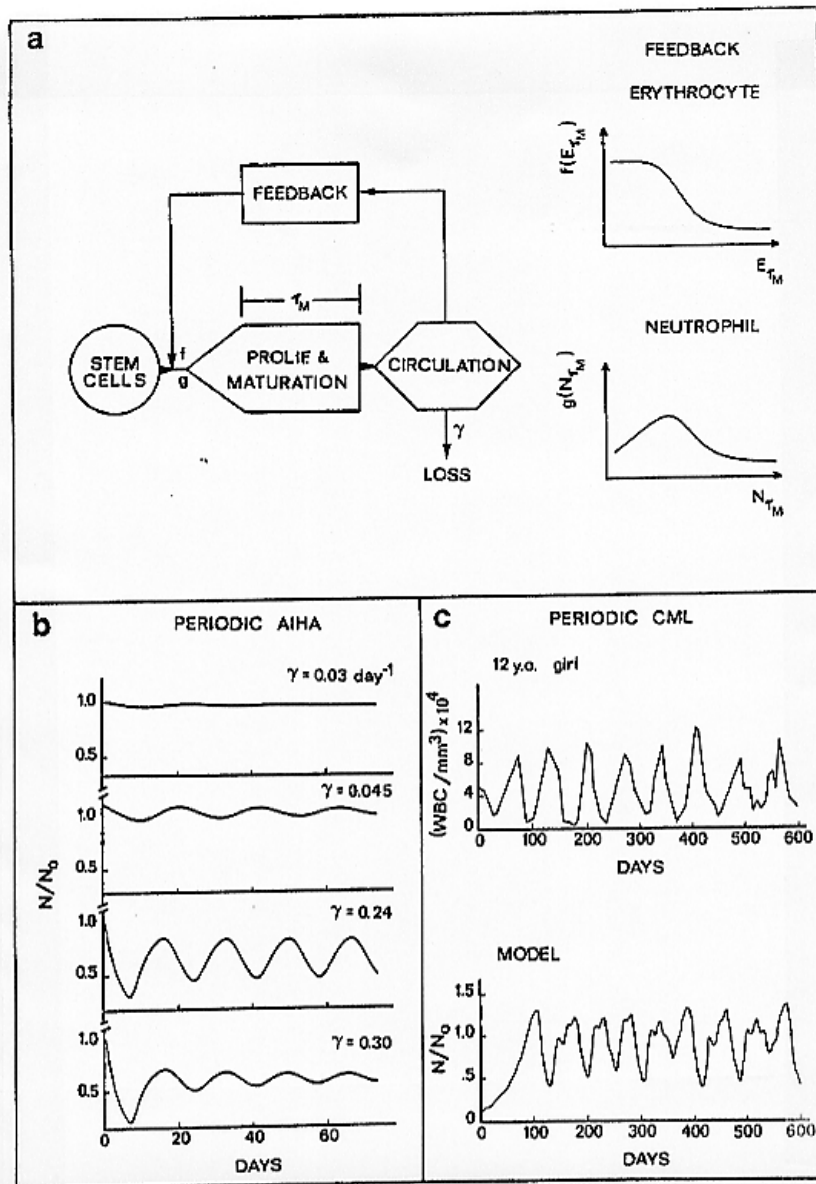 a
FEEDBACK
ERYTHROCYTE
f(E_τM)
E_τM
FEEDBACK
τM
STEM
CELLS
f
g
PROLIF &
MATURATION
CIRCULATION
γ
LOSS
NEUTROPHIL
g(N_τM)
N_τM
b
PERIODIC AIHA
γ = 0.03 day⁻¹
1.0
0.5
γ = 0.045
1.0
0.5
γ = 0.24
1.0
0.5
γ = 0.30
1.0
0.5
N/N₀
0 20 40 60
DAYS
c
PERIODIC CML
12 y.o. girl
(WBC/mm³) x 10⁴
12
8
4
0
0 100 200 300 400 500 600
DAYS
MODEL
N/N₀
1.5
1.0
.5
0
0 100 200 300 400 500 600
DAYS